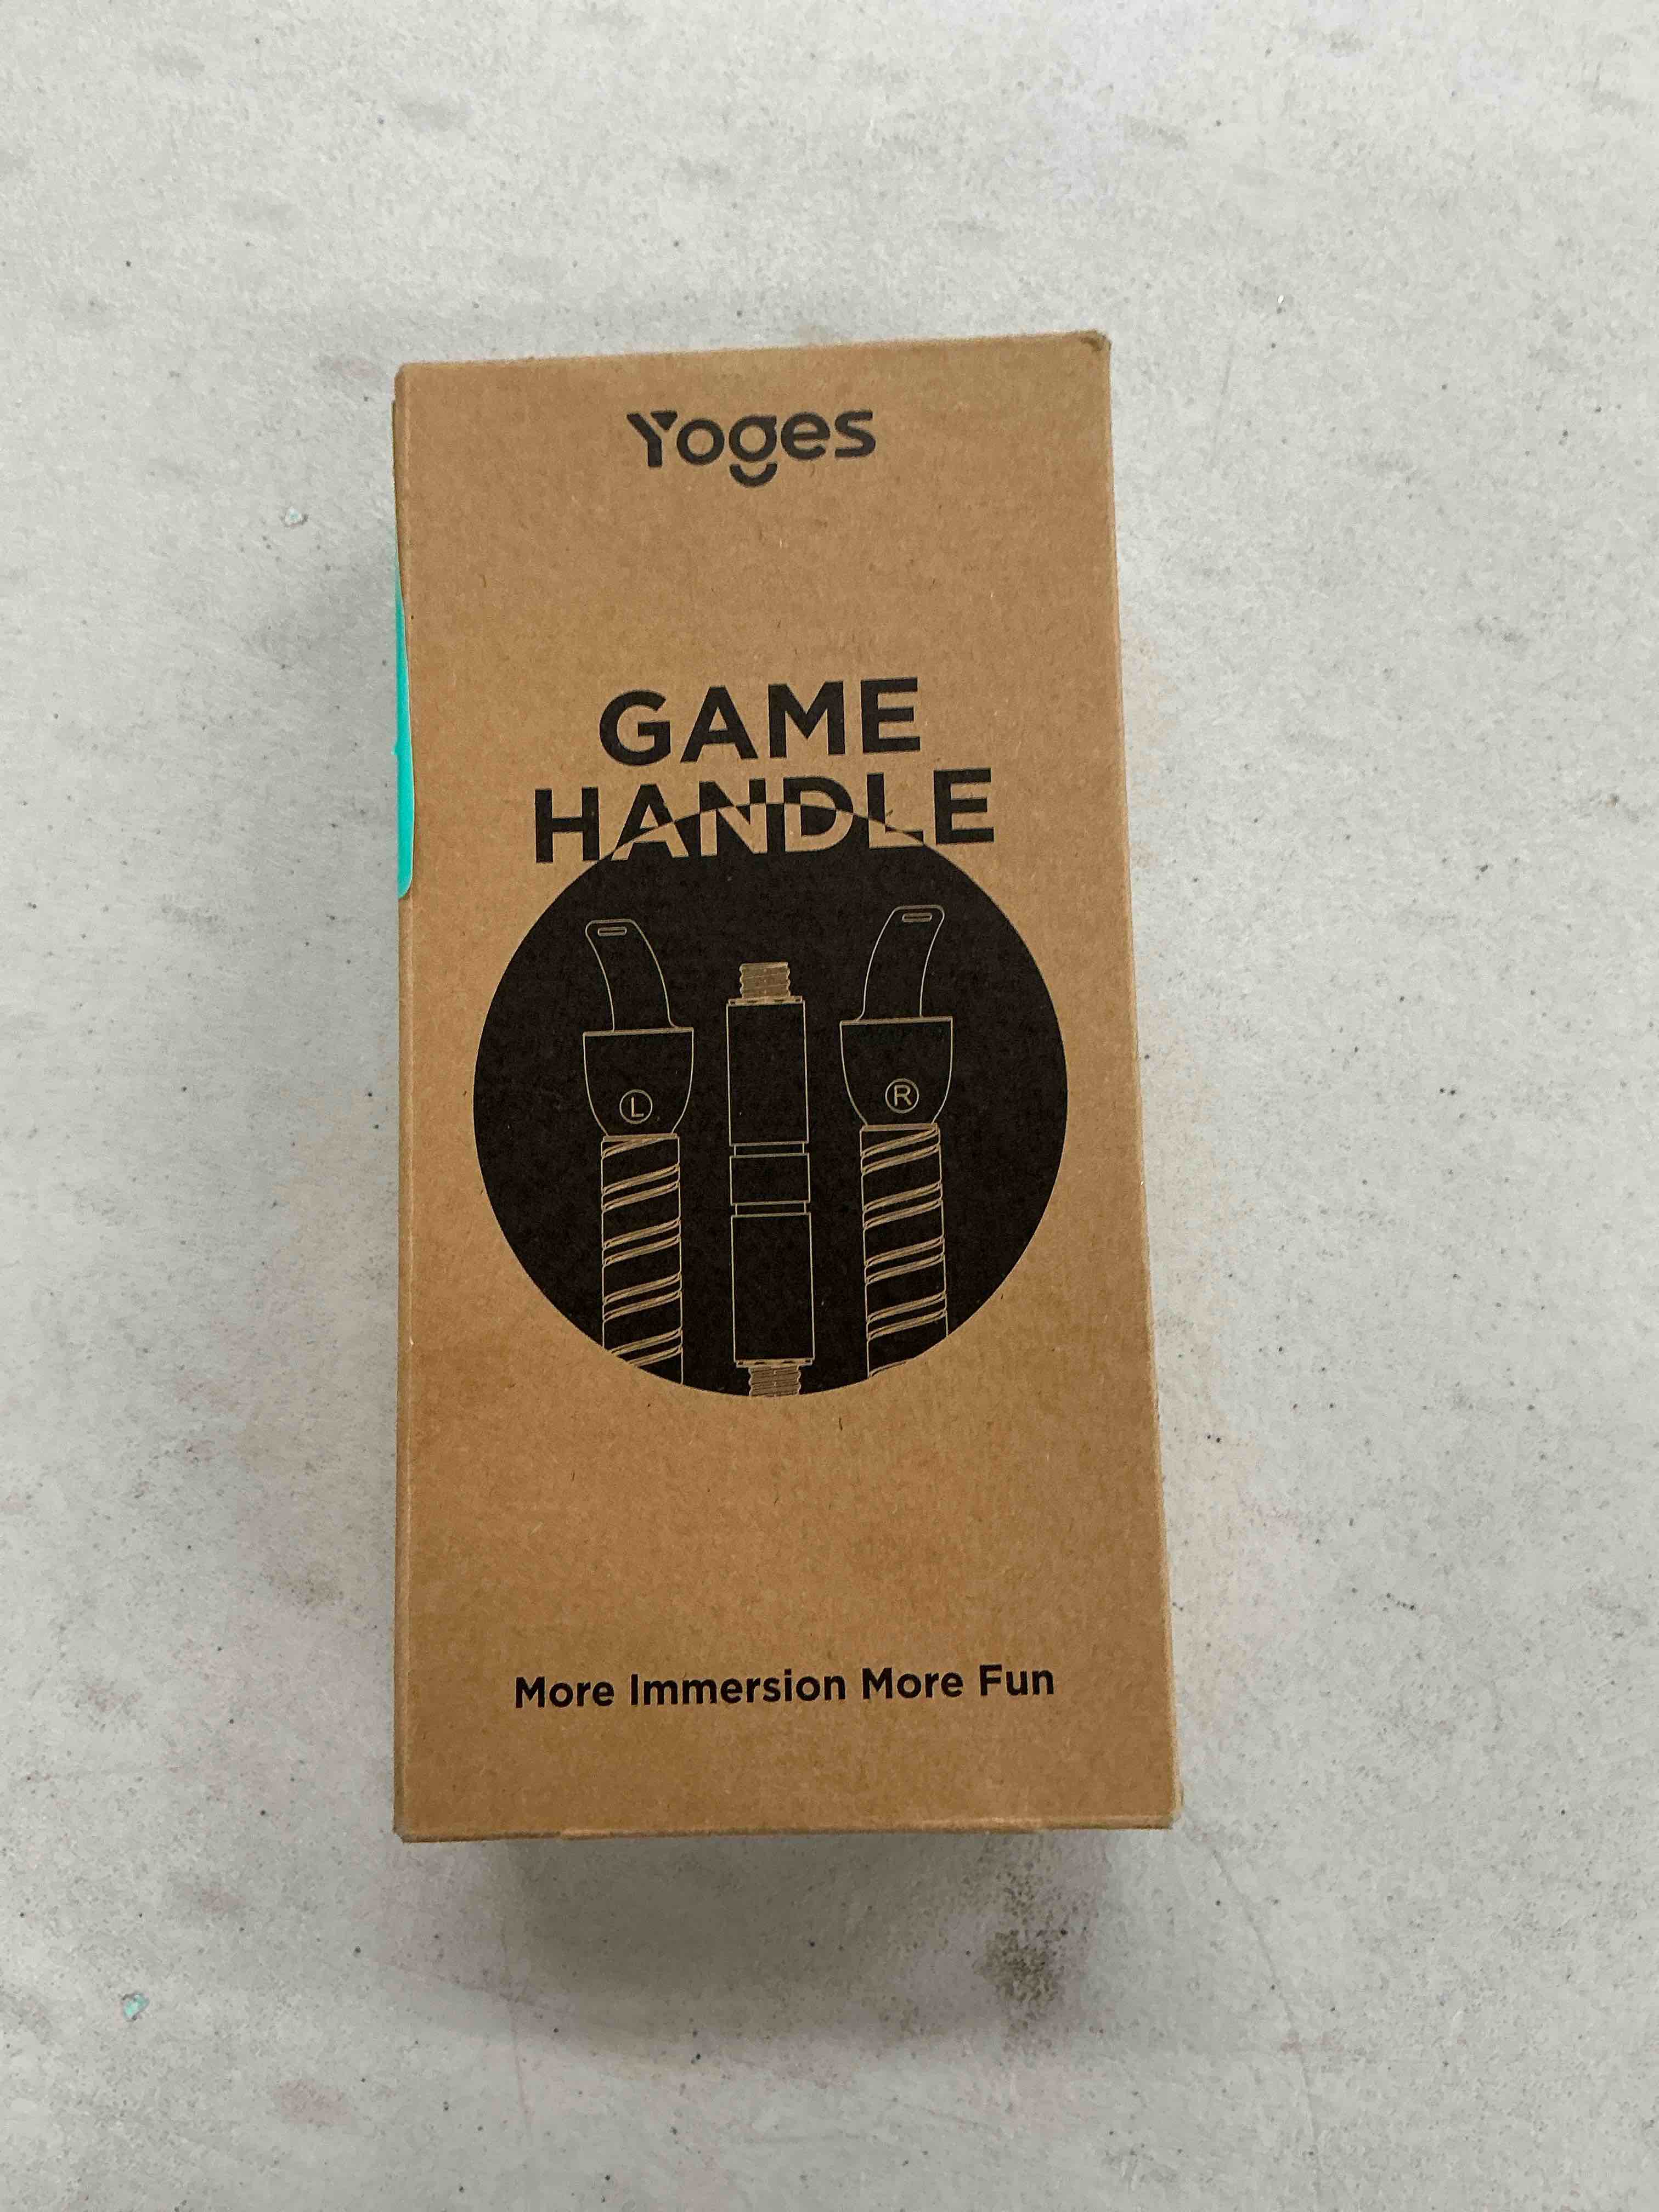 Yoges
GAME
HANDLE
L
R
More Immersion More Fun